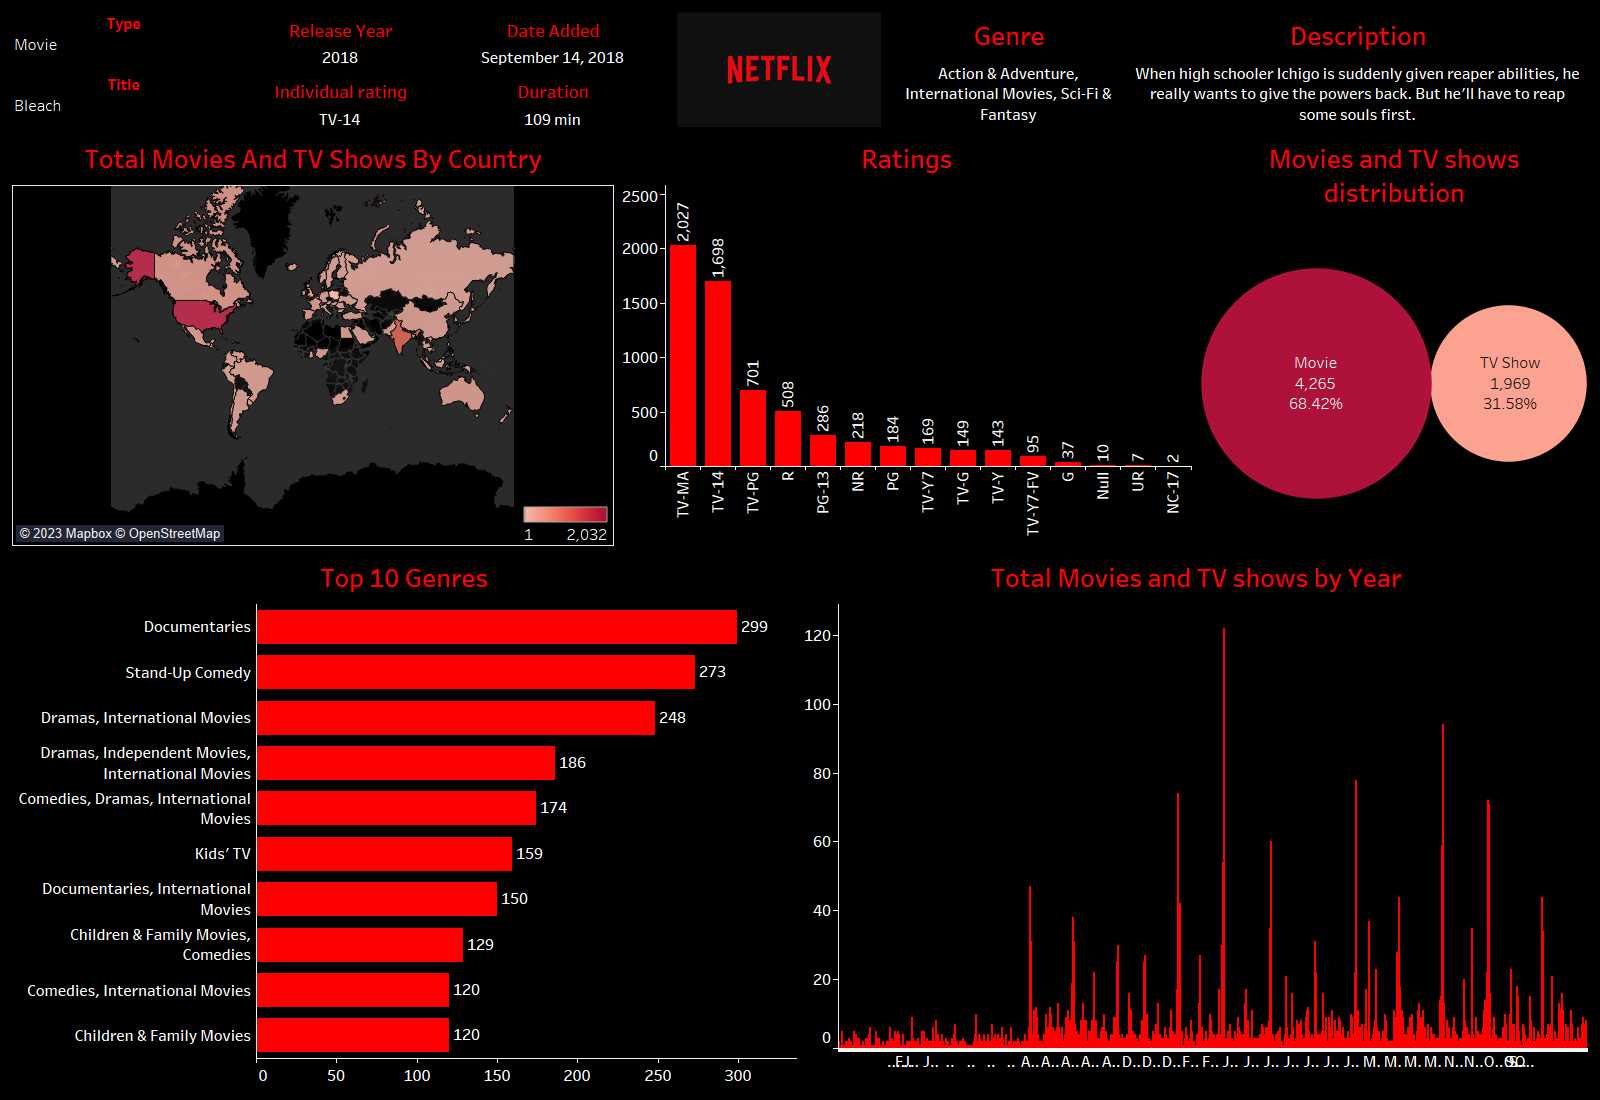 Type
Movie
Title
Bleach
Release Year
2018
Date Added
September 14, 2018
Individual rating
TV-14
Duration
109 min
NETFLIX
Genre
Action & Adventure,
International Movies, Sci-Fi &
Fantasy
Description
When high schooler Ichigo is suddenly given reaper abilities, he
really wants to give the powers back. But he’ll have to reap
some souls first.
Total Movies And TV Shows By Country
© 2023 Mapbox © OpenStreetMap
1 2,032
Ratings
2500
2000
1500
1000
500
0
2,027
1,698
701
508
286
218
184
169
149
143
95
37
10
7
2
TV-MA
TV-14
TV-PG
R
PG-13
NR
PG
TV-Y7
TV-G
TV-Y
TV-Y7-FV
G
Null
UR
NC-17
Movies and TV shows
distribution
Movie
4,265
68.42%
TV Show
1,969
31.58%
Top 10 Genres
Documentaries
299
Stand-Up Comedy
273
Dramas, International Movies
248
Dramas, Independent Movies,
International Movies
186
Comedies, Dramas, International
Movies
174
Kids’ TV
159
Documentaries, International
Movies
150
Children & Family Movies,
Comedies
129
Comedies, International Movies
120
Children & Family Movies
120
0 50 100 150 200 250 300
Total Movies and TV shows by Year
120
100
80
60
40
20
0
J.. .. .. .. .. A.. A.. A.. A.. A.. D.. D.. D.. F.. F.. J.. J.. J.. J.. J.. J.. J.. M.. M.. M.. M.. N.. N.. O..